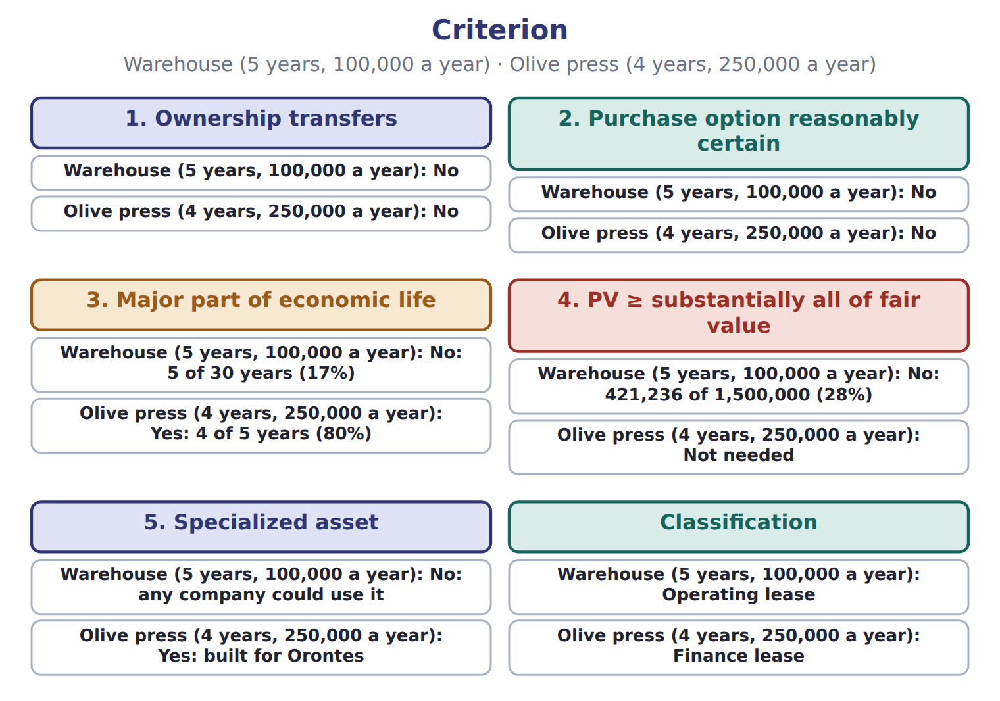 Criterion
Warehouse (5 years, 100,000 a year) · Olive press (4 years, 250,000 a year)
1. Ownership transfers
Warehouse (5 years, 100,000 a year): No
Olive press (4 years, 250,000 a year): No
2. Purchase option reasonably
certain
Warehouse (5 years, 100,000 a year): No
Olive press (4 years, 250,000 a year): No
3. Major part of economic life
Warehouse (5 years, 100,000 a year): No:
5 of 30 years (17%)
Olive press (4 years, 250,000 a year):
Yes: 4 of 5 years (80%)
4. PV ≥ substantially all of fair
value
Warehouse (5 years, 100,000 a year): No:
421,236 of 1,500,000 (28%)
Olive press (4 years, 250,000 a year):
Not needed
5. Specialized asset
Warehouse (5 years, 100,000 a year): No:
any company could use it
Olive press (4 years, 250,000 a year):
Yes: built for Orontes
Classification
Warehouse (5 years, 100,000 a year):
Operating lease
Olive press (4 years, 250,000 a year):
Finance lease